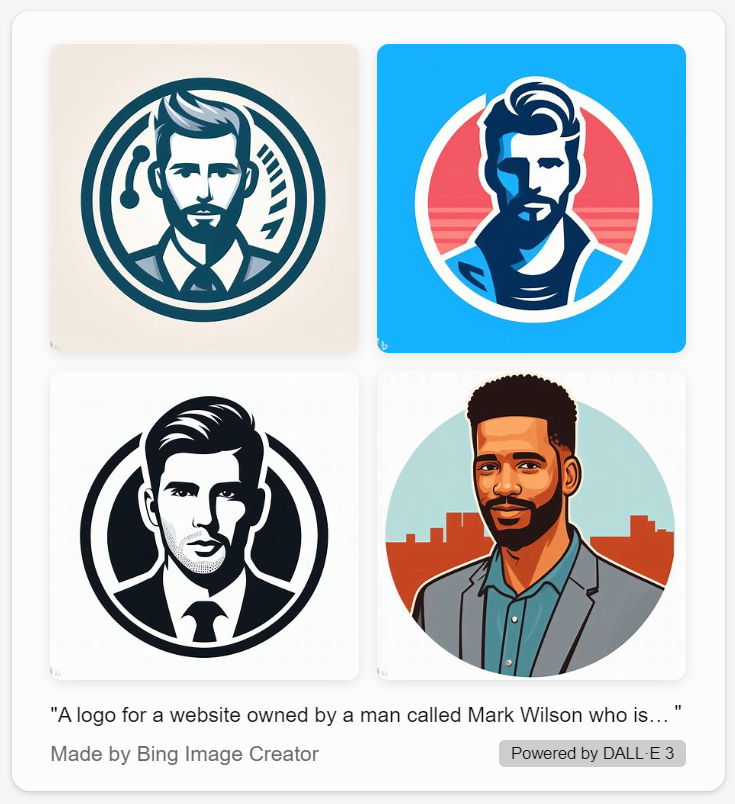 "A logo for a website owned by a man called Mark Wilson who is... "
Made by Bing Image Creator
Powered by DALL·E 3